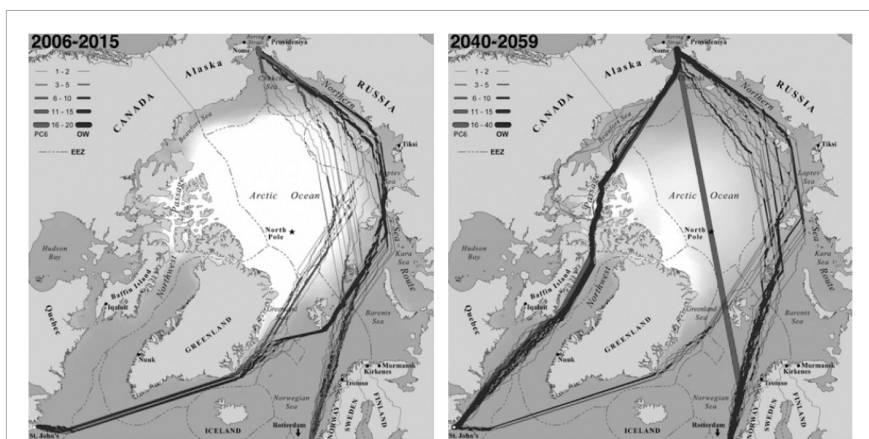 2006-2015
Bering Strait
Nome
Provideniya
1 - 2
3 - 5
6 - 10
11 - 15
16 - 20
PC6 OW
EEZ
CANADA
Alaska
RUSSIA
Chukchi Sea
Northern
Beaufort Sea
Tiksi
Laptev Sea
Passage
Arctic Ocean
North Pole
Hudson Bay
Sea
Kara Sea
Route
Baffin Island
Northwest
Iqaluit
Greenland
Barents Sea
Quebec
GREENLAND
Nuuk
Murmansk
Kirkenes
Tromso
Norwegian Sea
NORWAY
SWEDEN
FINLAND
ICELAND
Rotterdam
St. John's
2040-2059
Bering Strait
Nome
Provideniya
1 - 2
3 - 5
6 - 10
11 - 15
16 - 40
PC6 OW
EEZ
CANADA
Alaska
RUSSIA
Chukchi Sea
Northern
Beaufort Sea
Tiksi
Laptev Sea
Passage
Arctic Ocean
North Pole
Hudson Bay
Sea
Kara Sea
Route
Baffin Island
Northwest
Iqaluit
Greenland
Barents Sea
Quebec
GREENLAND
Nuuk
Murmansk
Kirkenes
Tromso
Norwegian Sea
NORWAY
SWEDEN
FINLAND
ICELAND
Rotterdam
St. John's